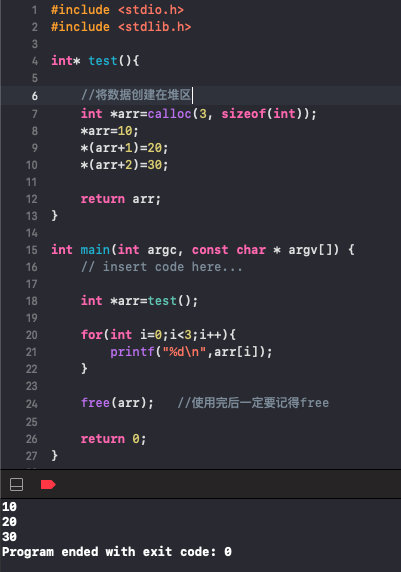 1 #include <stdio.h>
2 #include <stdlib.h>
3
4 int* test(){
5
6 //将数据创建在堆区
7 int *arr=calloc(3, sizeof(int));
8 *arr=10;
9 *(arr+1)=20;
10 *(arr+2)=30;
11
12 return arr;
13 }
14
15 int main(int argc, const char * argv[]) {
16 // insert code here...
17
18 int *arr=test();
19
20 for(int i=0;i<3;i++){
21 printf("%d\n",arr[i]);
22 }
23
24 free(arr); //使用完后一定要记得free
25
26 return 0;
27 }
10
20
30
Program ended with exit code: 0